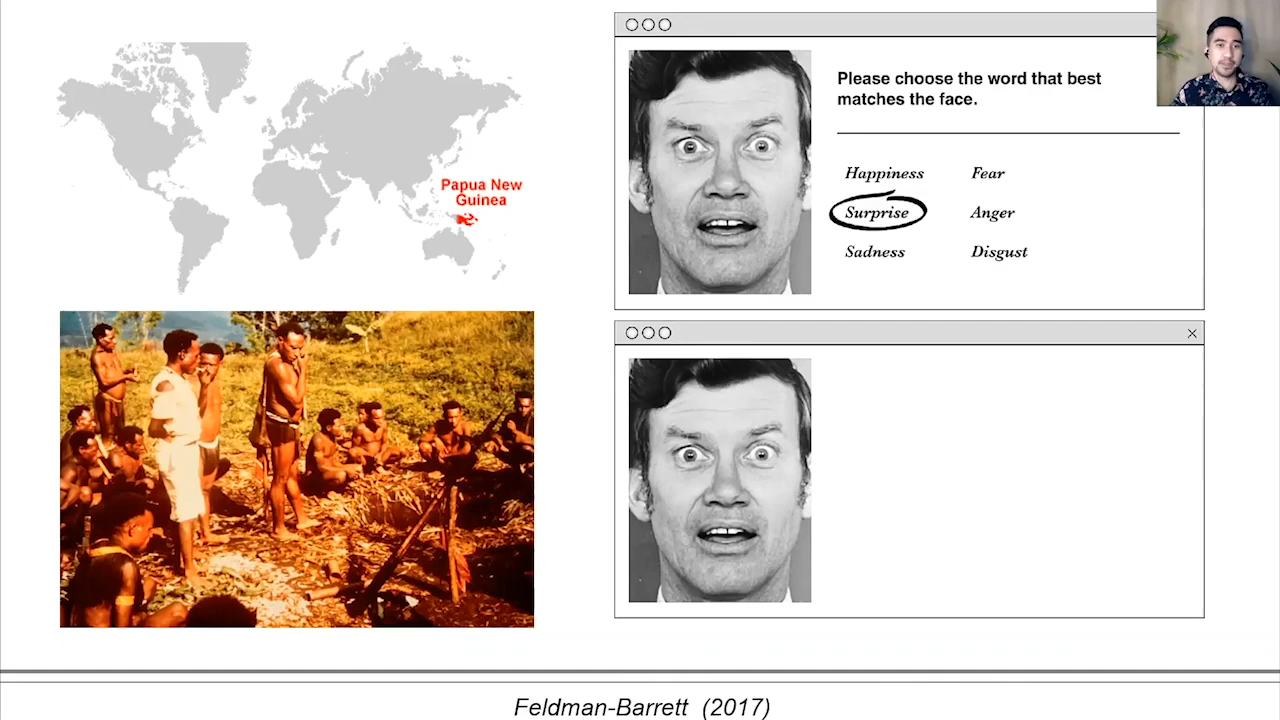 Papua New
Guinea
Please choose the word that best
matches the face.
Happiness Fear
Surprise Anger
Sadness Disgust
Feldman-Barrett (2017)